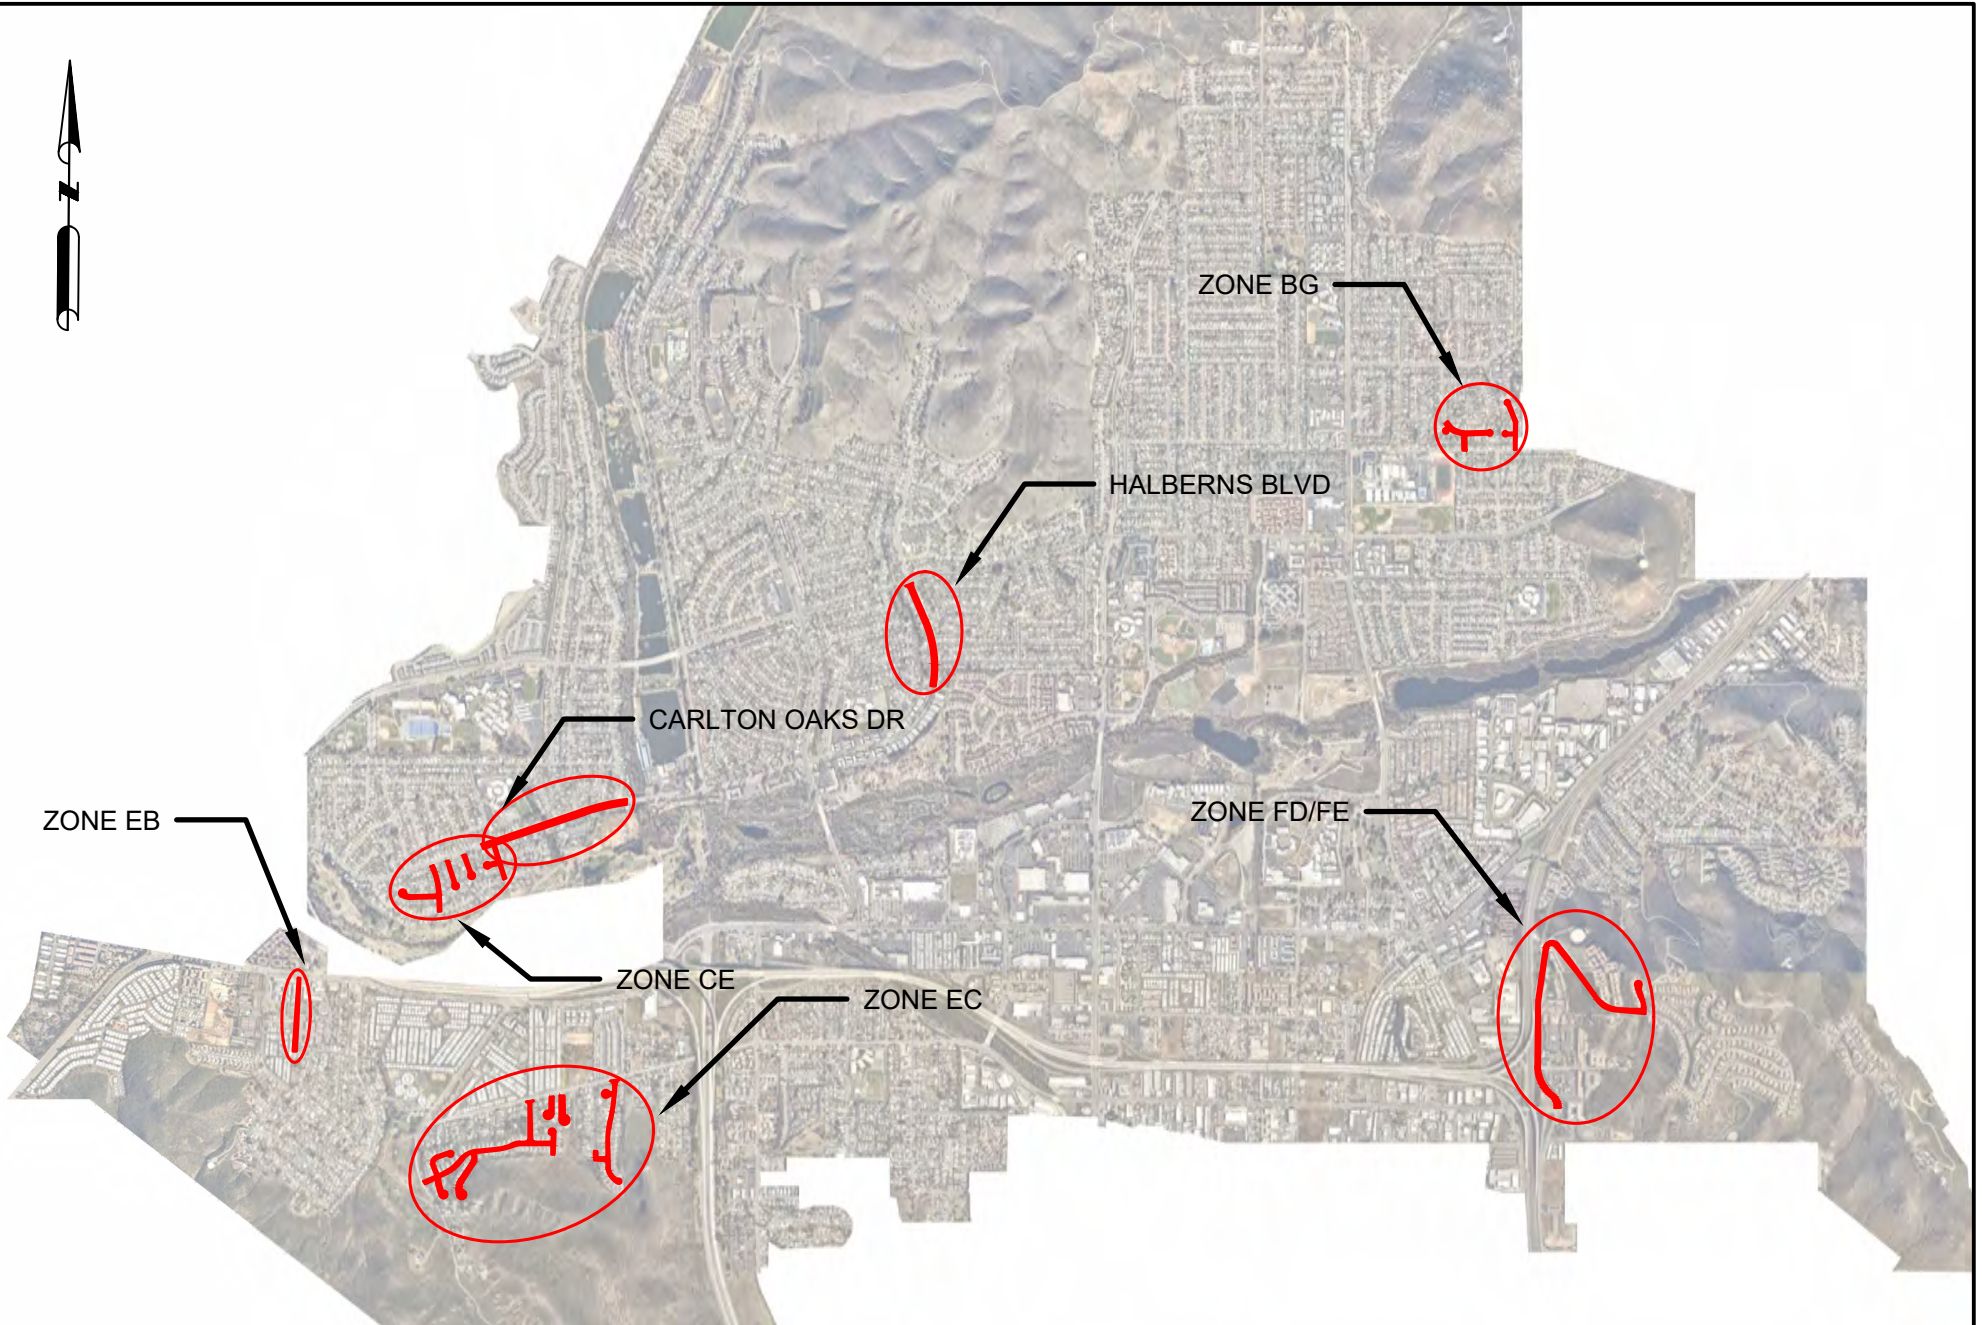 N
ZONE BG
HALBERNS BLVD
CARLTON OAKS DR
ZONE EB
ZONE FD/FE
ZONE CE
ZONE EC